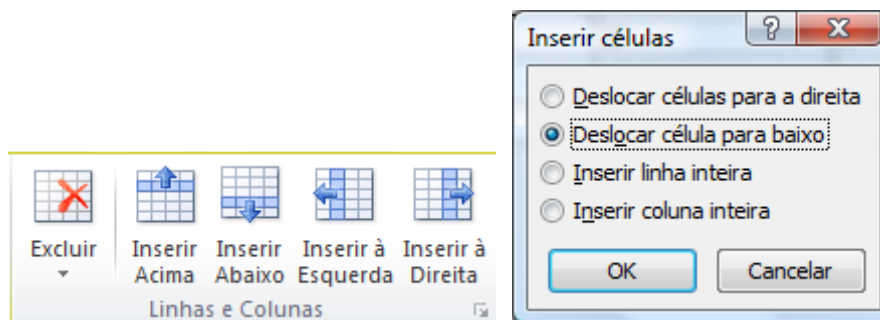 Excluir
Inserir Acima
Inserir Abaixo
Inserir à Esquerda
Inserir à Direita
Linhas e Colunas
Inserir células
?
Deslocar células para a direita
Deslocar célula para baixo
Inserir linha inteira
Inserir coluna inteira
OK Cancelar